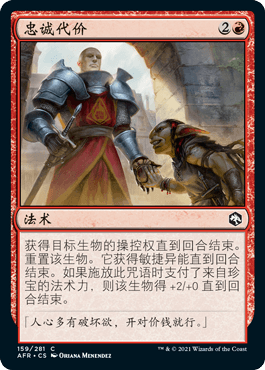 忠诚代价 2
法术
获得目标生物的操控权直到回合结束。
重置该生物。它获得敏捷异能直到回合
结束。如果施放此咒语时支付了来自珍
宝的法术力，则该生物得+2/+0直到回
合结束。
「人心多有破坏欲，开对价钱就行。」
159/281 C
AFR • CS Oriana Menendez
™ & © 2021 Wizards of the Coast